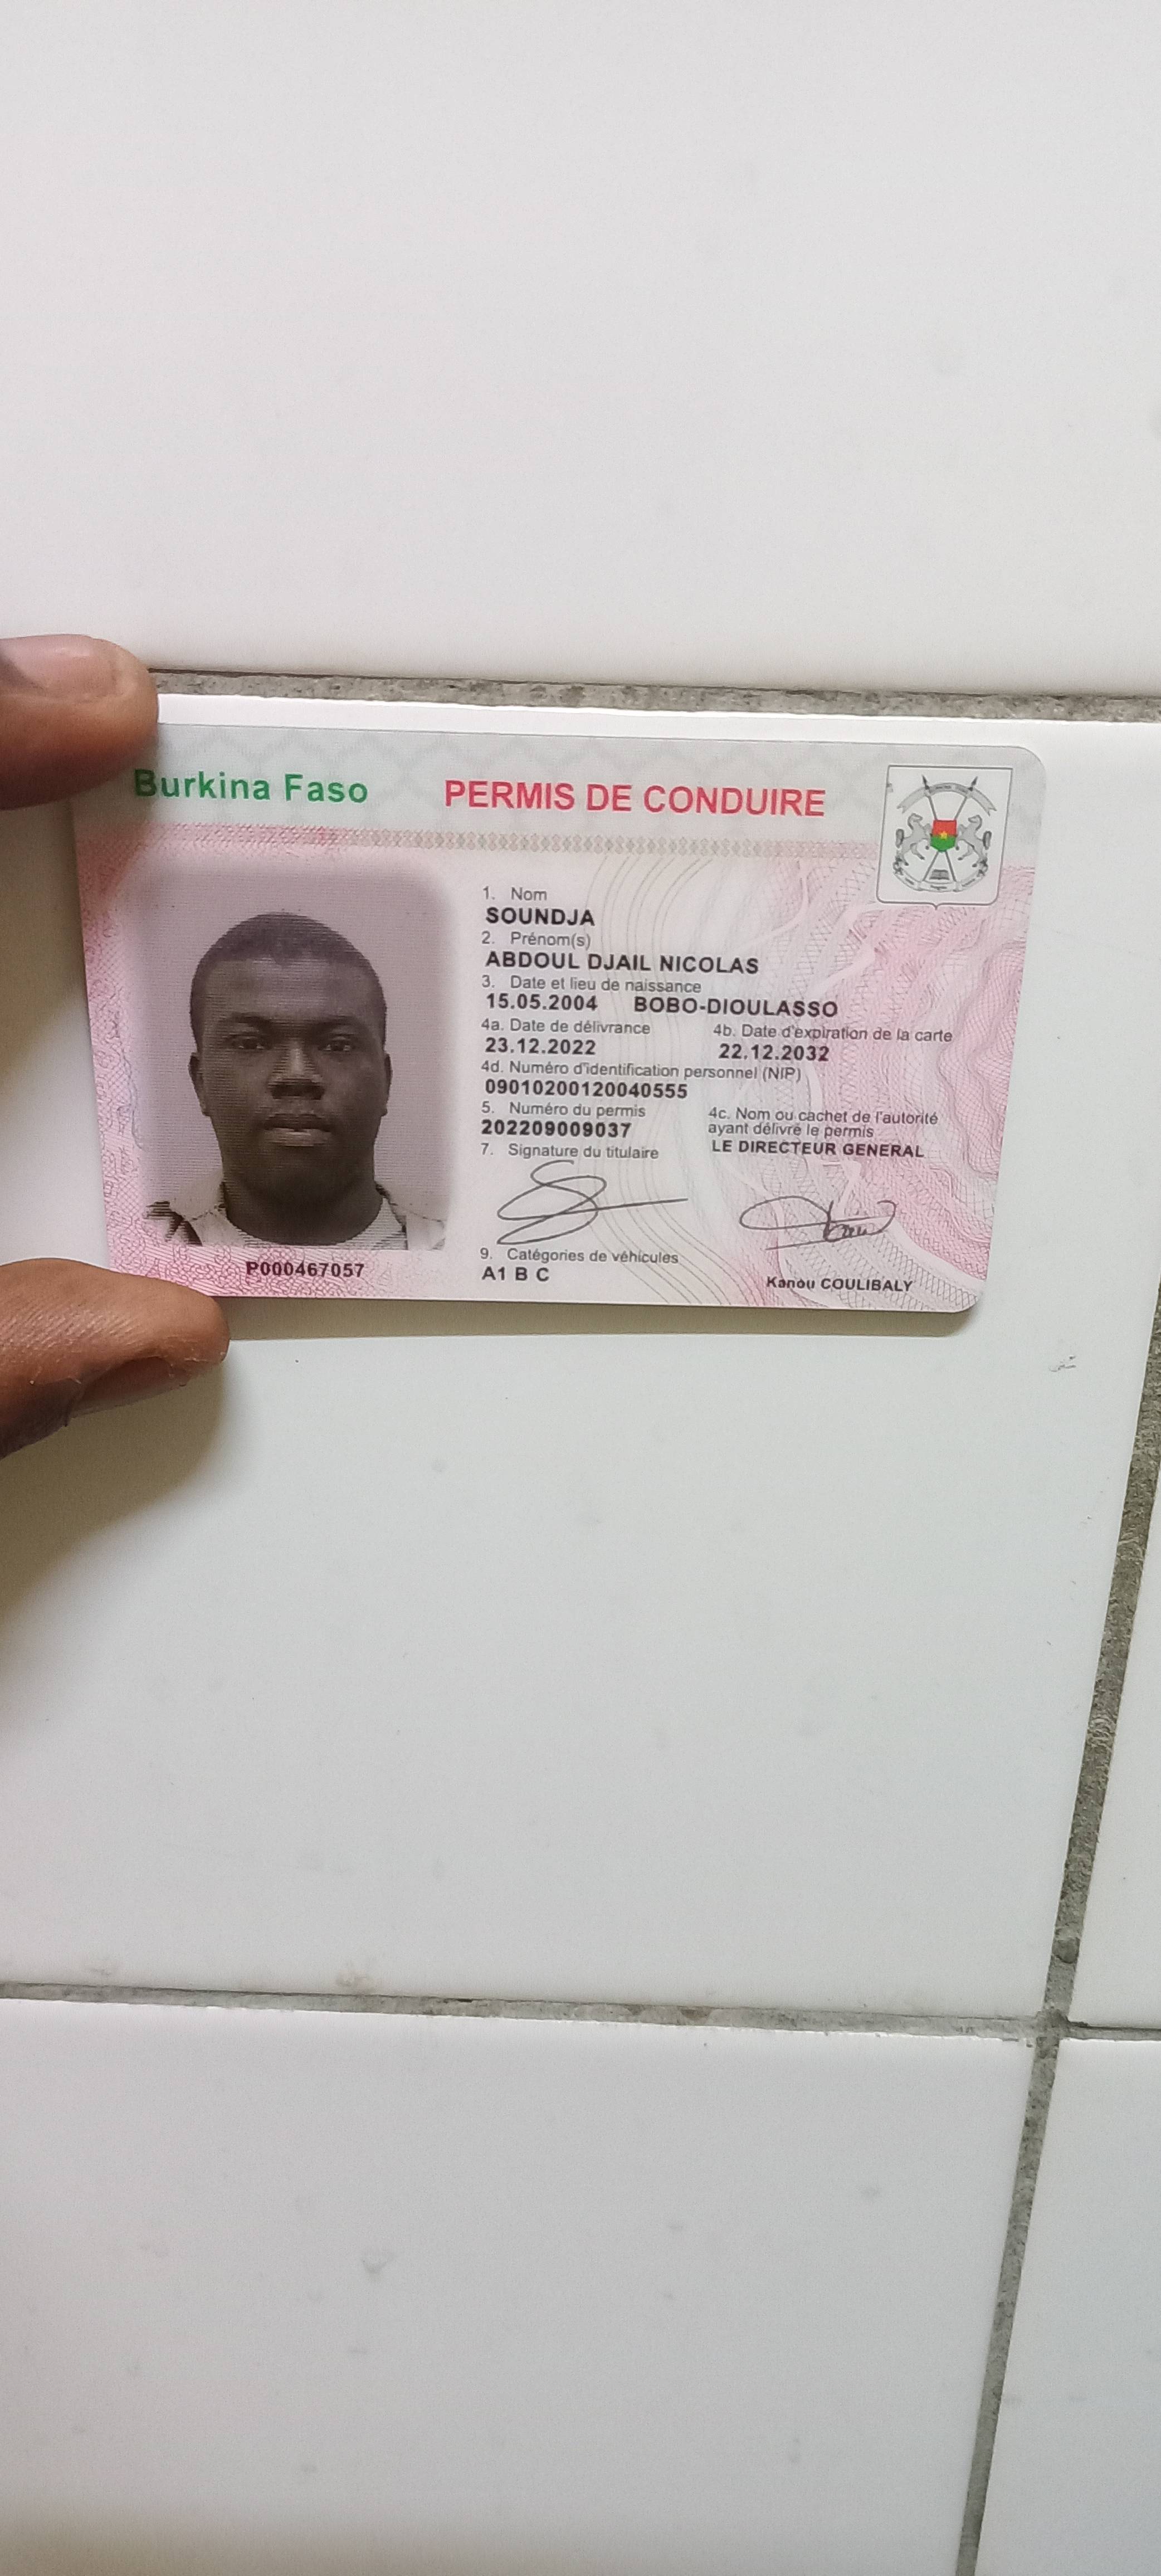 Burkina Faso PERMIS DE CONDUIRE
1. Nom
SOUNDJA
2. Prénom(s)
ABDOUL DJAIL NICOLAS
3. Date et lieu de naissance
15.05.2004 BOBO-DIOULASSO
4a. Date de délivrance 4b. Date d'expiration de la carte
23.12.2022 22.12.2032
4d. Numéro d'identification personnel (NIP)
09010200120040555
5. Numéro du permis
202209009037
4c. Nom ou cachet de l'autorité
ayant délivré le permis
LE DIRECTEUR GENERAL
7. Signature du titulaire
9. Catégories de véhicules
A1 B C
Kanou COULIBALY
P000467057